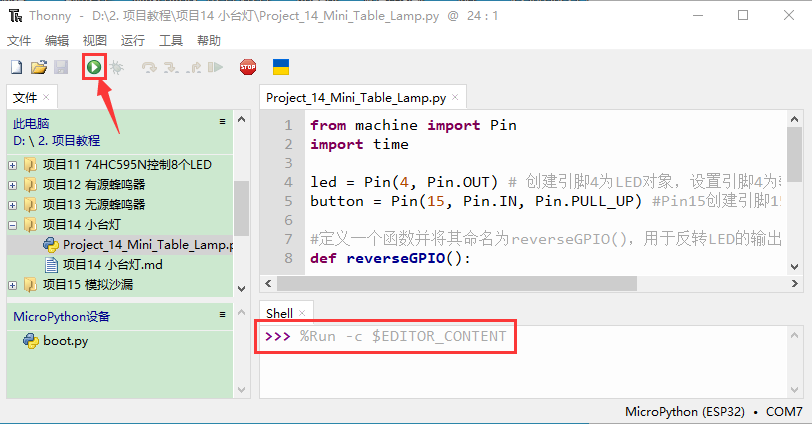 Thonny - D:\2. 项目教程\项目14 小台灯\Project_14_Mini_Table_Lamp.py @ 24 : 1
文件 编辑 视图 运行 工具 帮助
STOP
文件 ×
此电脑
D: \ 2. 项目教程
项目11 74HC595N控制8个LED
项目12 有源蜂鸣器
项目13 无源蜂鸣器
项目14 小台灯
Project_14_Mini_Table_Lamp.p
项目14 小台灯.md
项目15 模拟沙漏
MicroPython设备
boot.py
Project_14_Mini_Table_Lamp.py ×
1 from machine import Pin
2 import time
3
4 led = Pin(4, Pin.OUT) # 创建引脚4为LED对象，设置引脚4为
5 button = Pin(15, Pin.IN, Pin.PULL_UP) #Pin15创建引脚1
6
7 #定义一个函数并将其命名为reverseGPIO()，用于反转LED的输出
8 def reverseGPIO():
Shell ×
>>> %Run -c $EDITOR_CONTENT
MicroPython (ESP32) • COM7